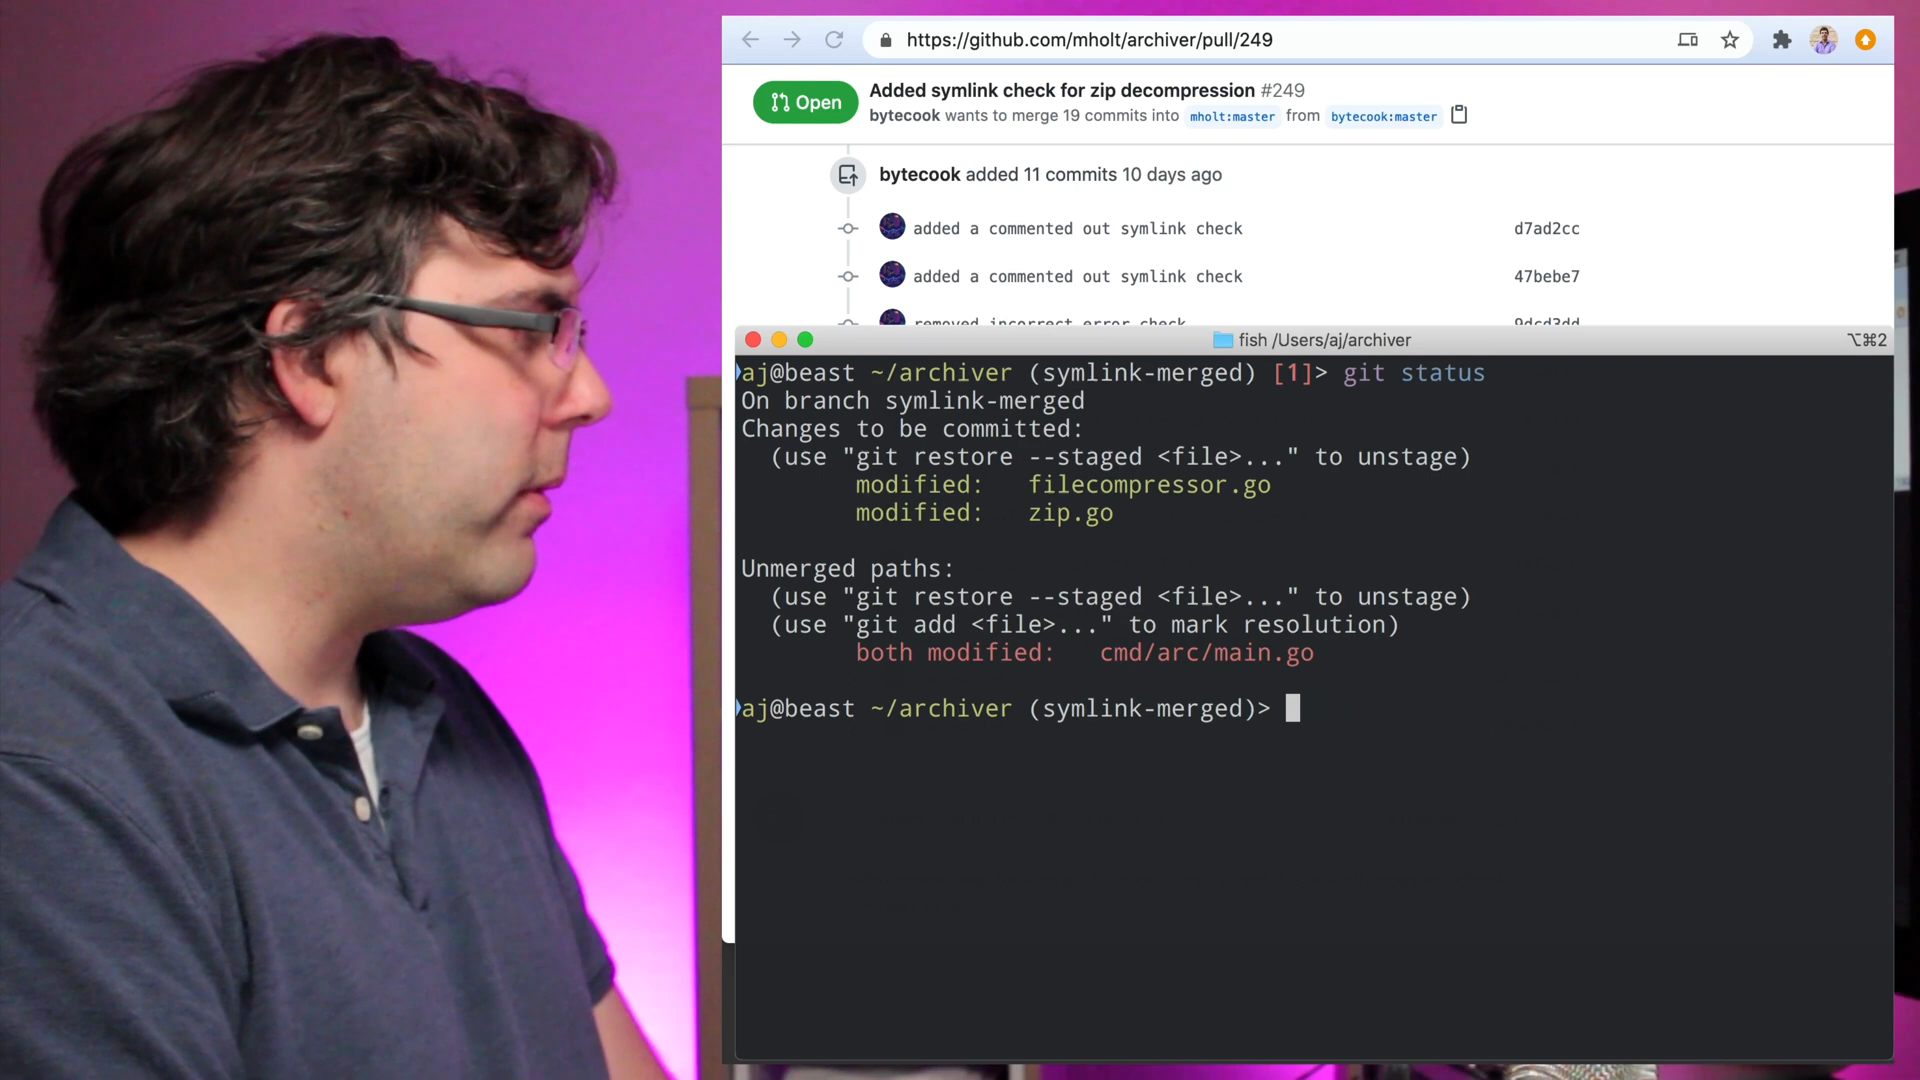 https://github.com/mholt/archiver/pull/249
Open
Added symlink check for zip decompression #249
bytecook wants to merge 19 commits into mholt:master from bytecook:master
bytecook added 11 commits 10 days ago
added a commented out symlink check d7ad2cc
added a commented out symlink check 47bebe7
removed incorrect error check 9dcd3dd
fish /Users/aj/archiver ⌥⌘2
aj@beast ~/archiver (symlink-merged) [1]> git status
On branch symlink-merged
Changes to be committed:
(use "git restore --staged <file>..." to unstage)
modified: filecompressor.go
modified: zip.go
Unmerged paths:
(use "git restore --staged <file>..." to unstage)
(use "git add <file>..." to mark resolution)
both modified: cmd/arc/main.go
aj@beast ~/archiver (symlink-merged)>